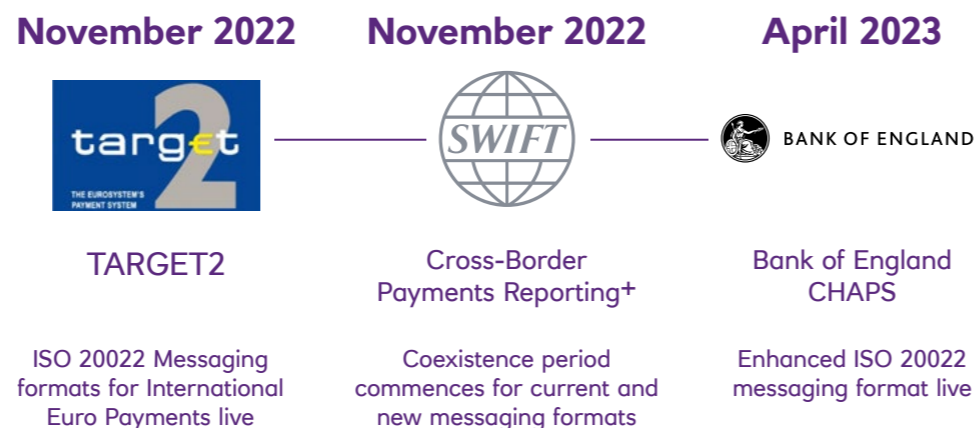 November 2022
November 2022
April 2023
target
2
THE EUROSYSTEM'S
PAYMENT SYSTEM
SWIFT
BANK OF ENGLAND
TARGET2
Cross-Border
Payments Reporting+
Bank of England
CHAPS
ISO 20022 Messaging
formats for International
Euro Payments live
Coexistence period
commences for current and
new messaging formats
Enhanced ISO 20022
messaging format live